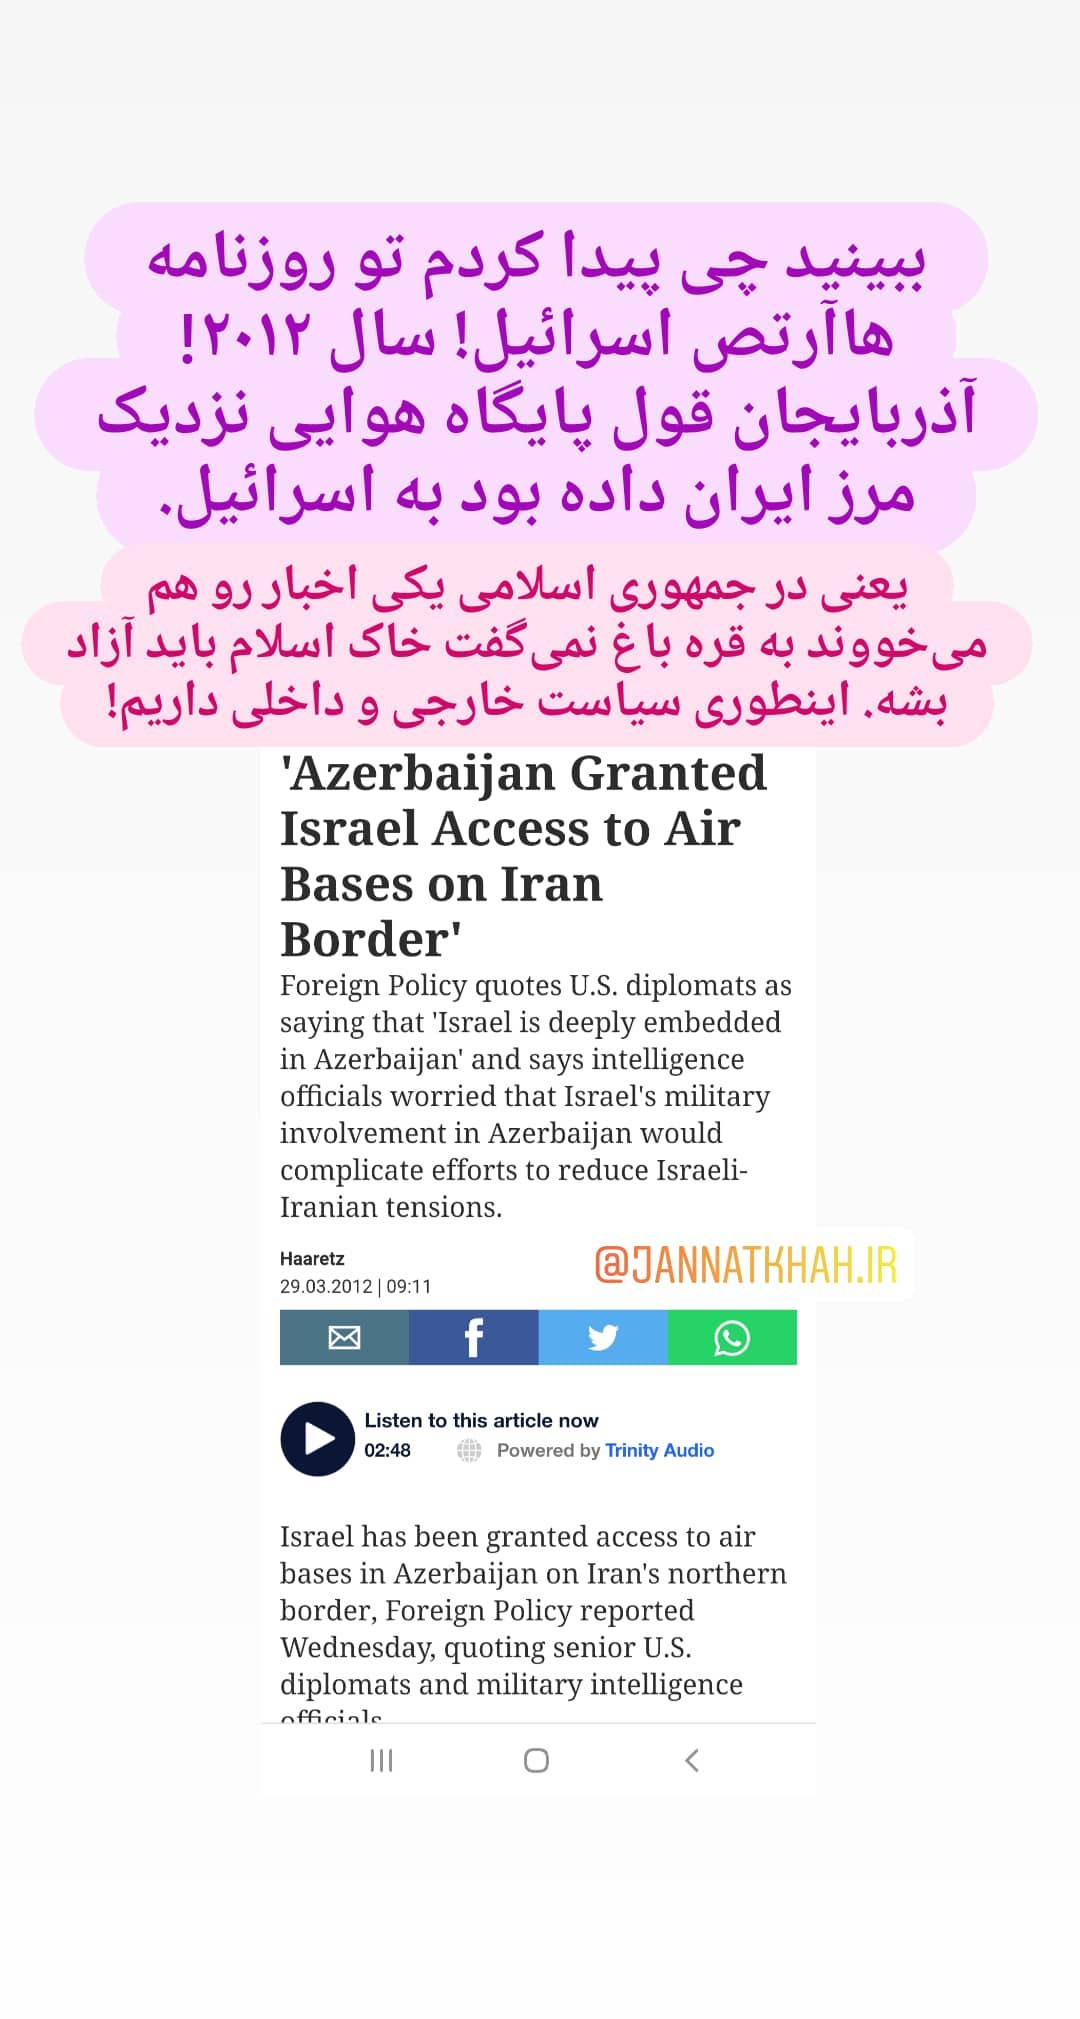 ببینید چی پیدا کردم تو روزنامه
هاآرتص اسرائیل! سال ۲۰۱۲!
آذربایجان قول پایگاه هوایی نزدیک
مرز ایران داده بود به اسرائیل.
یعنی در جمهوری اسلامی یکی اخبار رو هم
می‌خووند به قره باغ نمی‌گفت خاک اسلام باید آزاد
بشه. اینطوری سیاست خارجی و داخلی داریم!
'Azerbaijan Granted
Israel Access to Air
Bases on Iran
Border'
Foreign Policy quotes U.S. diplomats as
saying that 'Israel is deeply embedded
in Azerbaijan' and says intelligence
officials worried that Israel's military
involvement in Azerbaijan would
complicate efforts to reduce Israeli-
Iranian tensions.
Haaretz
29.03.2012 | 09:11
@JANNATKHAH.IR
Listen to this article now
02:48 Powered by Trinity Audio
Israel has been granted access to air
bases in Azerbaijan on Iran's northern
border, Foreign Policy reported
Wednesday, quoting senior U.S.
diplomats and military intelligence
officials